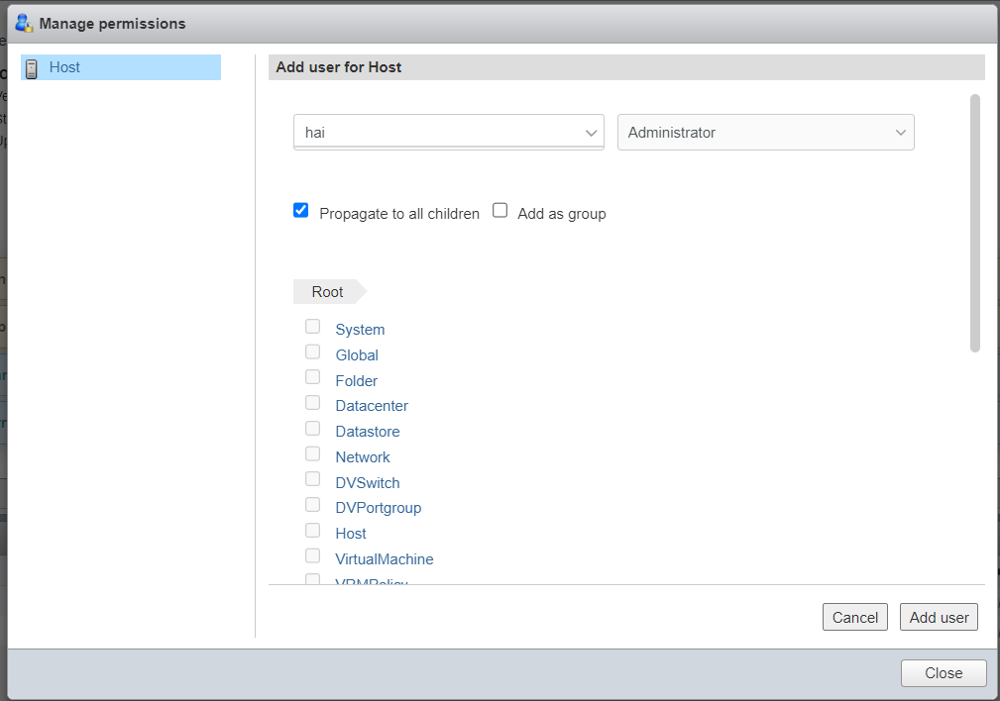 Manage permissions
Host
Add user for Host
hai
Administrator
Propagate to all children
Add as group
Root
System
Global
Folder
Datacenter
Datastore
Network
DVSwitch
DVPortgroup
Host
VirtualMachine
VRMPolicy
Cancel
Add user
Close